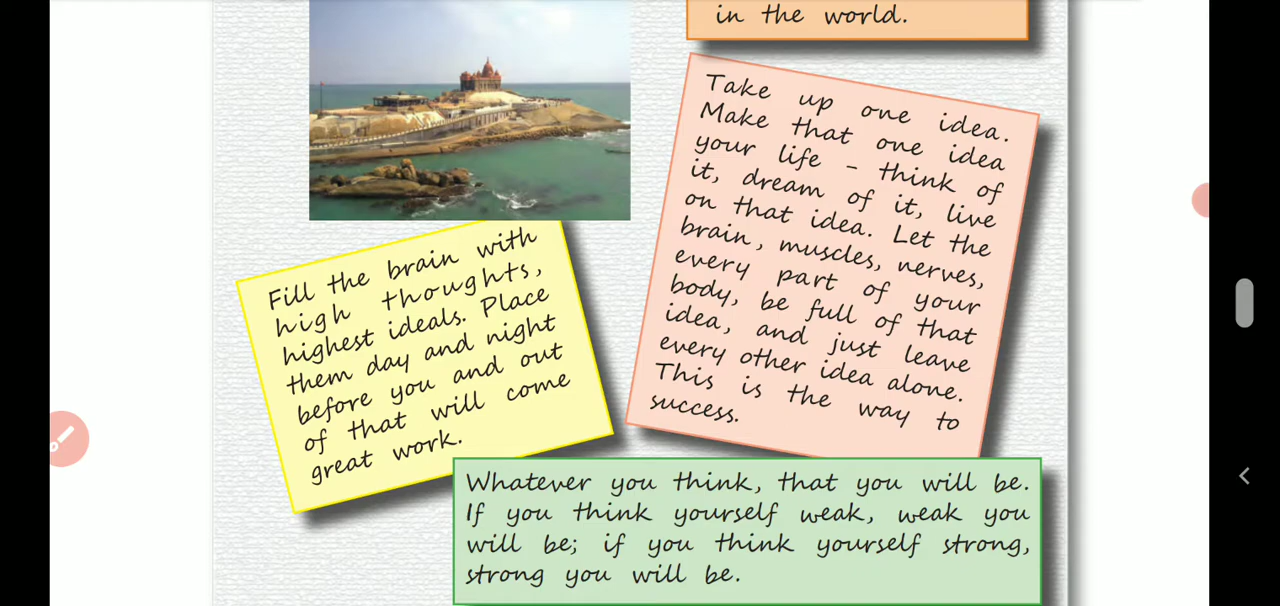 in the world.
Take up one idea.
Make that one idea
your life - think of
it, dream of it, live
on that idea. Let the
brain, muscles, nerves,
every part of your
body, be full of that
idea, and just leave
every other idea alone.
This is the way to
success.
Fill the brain with
high thoughts,
highest ideals. Place
them day and night
before you and out
of that will come
great work.
Whatever you think, that you will be.
If you think yourself weak, weak you
will be; if you think yourself strong,
strong you will be.